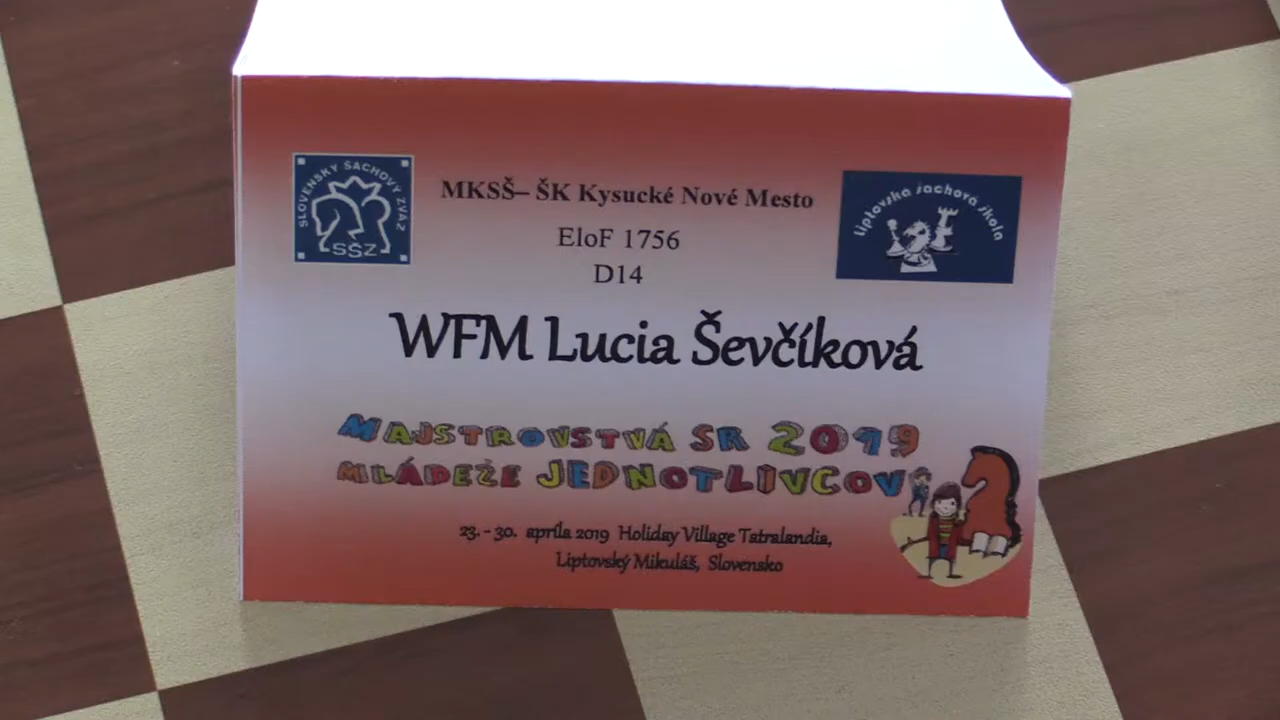 SLOVENSKÝ ŠACHOVÝ ZVÄZ
SŠZ
MKSŠ– ŠK Kysucké Nové Mesto
EloF 1756
D14
Liptovská šachová škola
WFM Lucia Ševčíková
MAJSTROVSTVÁ SR 2019
MLÁDEŽE JEDNOTLIVCOV
23. - 30. apríla 2019 Holiday Village Tatralandia,
Liptovský Mikuláš, Slovensko